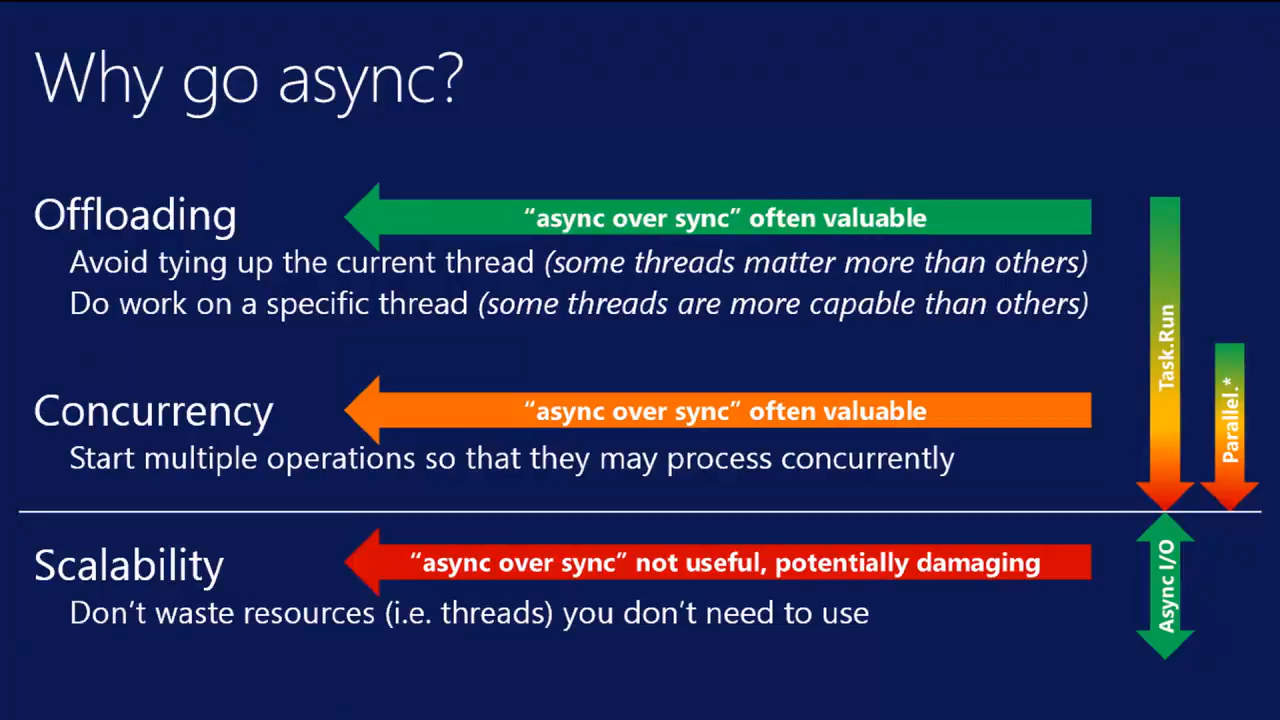 Why go async?
Offloading
“async over sync” often valuable
Avoid tying up the current thread (some threads matter more than others)
Do work on a specific thread (some threads are more capable than others)
Concurrency
“async over sync” often valuable
Start multiple operations so that they may process concurrently
Scalability
“async over sync” not useful, potentially damaging
Don’t waste resources (i.e. threads) you don’t need to use
Task.Run
Parallel.*
Async I/O